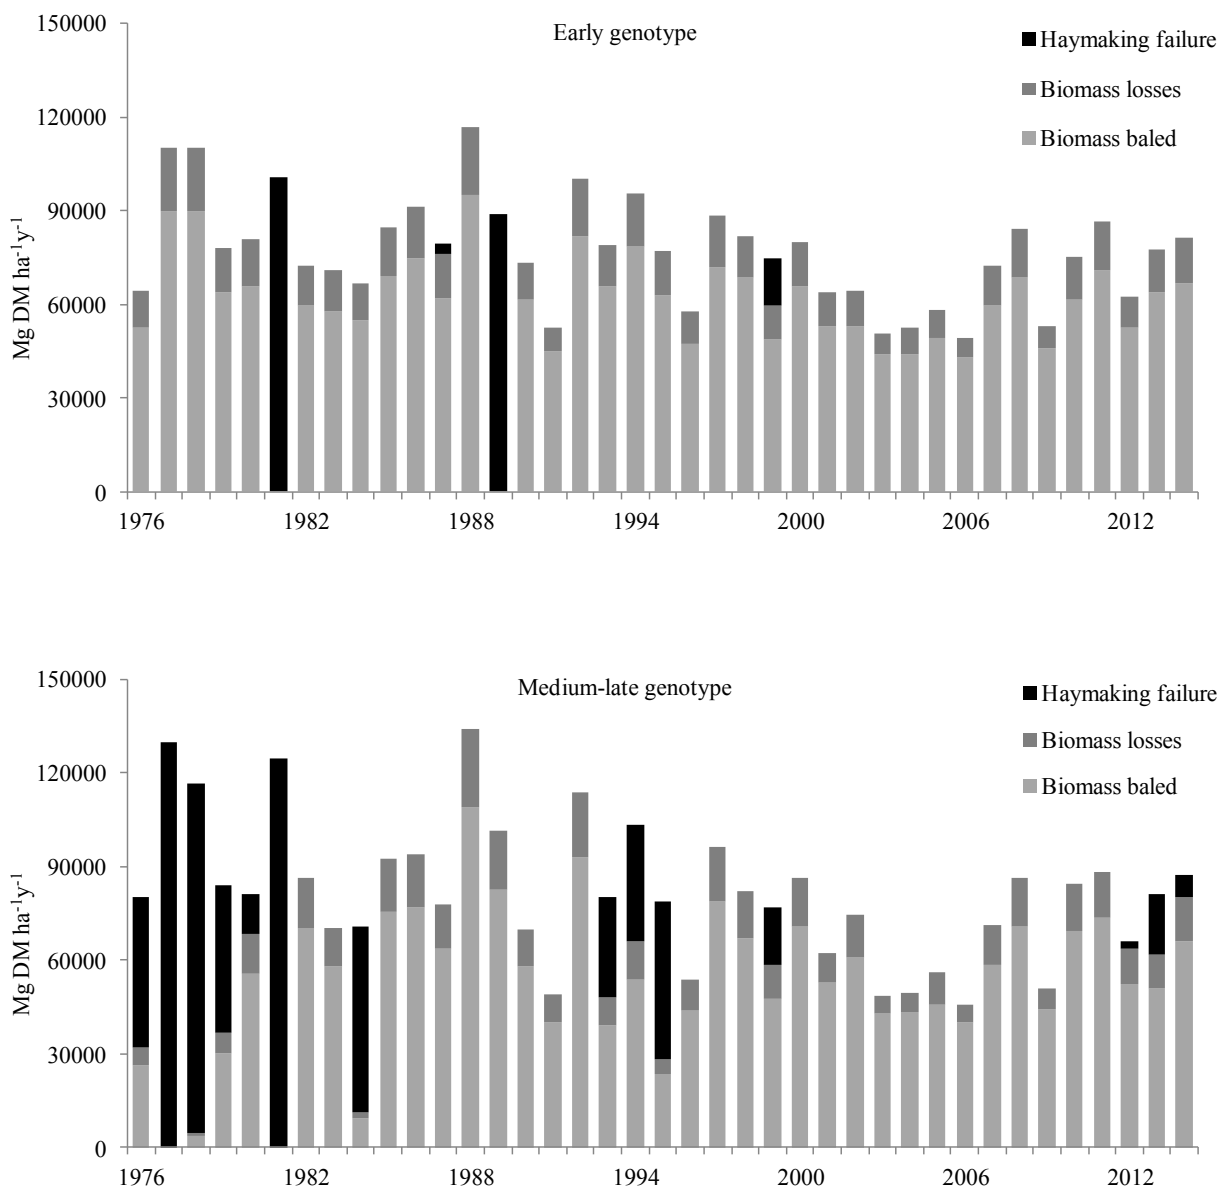 150000
Early genotype
Haymaking failure
120000
Biomass losses
Biomass baled
90000
Mg DM ha⁻¹y⁻¹
60000
30000
0
1976 1982 1988 1994 2000 2006 2012
150000
Medium-late genotype
Haymaking failure
Biomass losses
120000
Biomass baled
90000
Mg DM ha⁻¹y⁻¹
60000
30000
0
1976 1982 1988 1994 2000 2006 2012